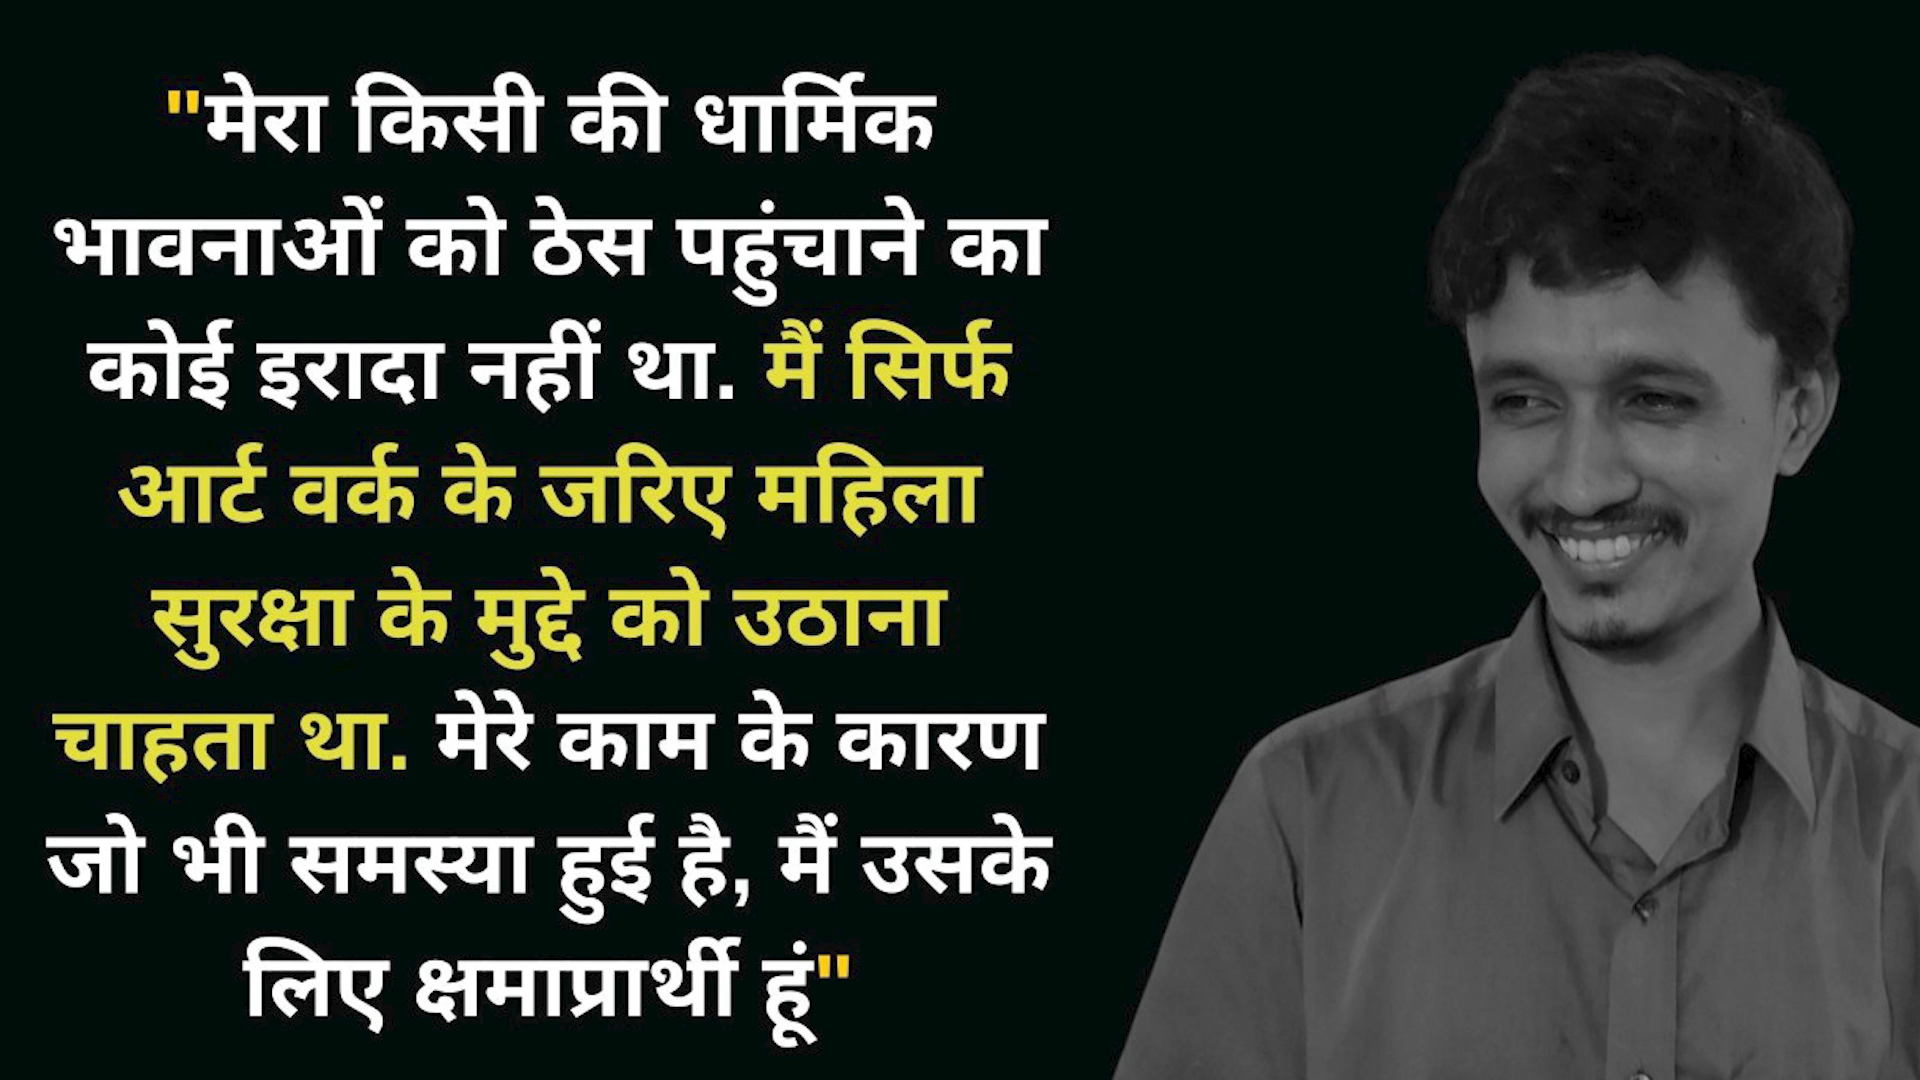 "मेरा किसी की धार्मिक
भावनाओं को ठेस पहुंचाने का
कोई इरादा नहीं था. मैं सिर्फ
आर्ट वर्क के जरिए महिला
सुरक्षा के मुद्दे को उठाना
चाहता था. मेरे काम के कारण
जो भी समस्या हुई है, मैं उसके
लिए क्षमाप्रार्थी हूं"